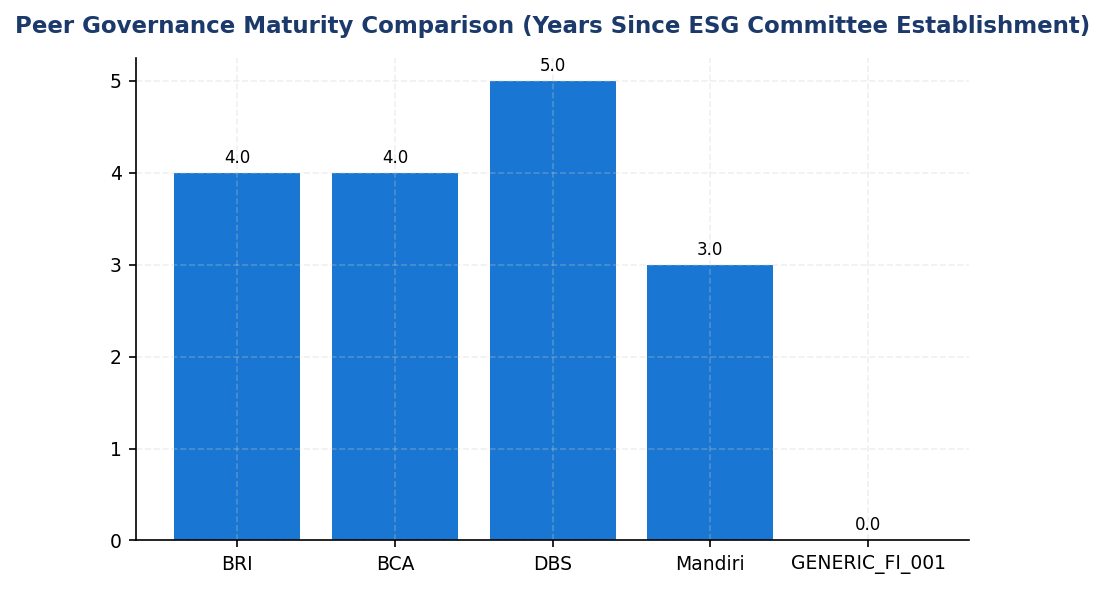 Peer Governance Maturity Comparison (Years Since ESG Committee Establishment)
5
4
3
2
1
0
4.0
4.0
5.0
3.0
0.0
BRI
BCA
DBS
Mandiri
GENERIC_FI_001